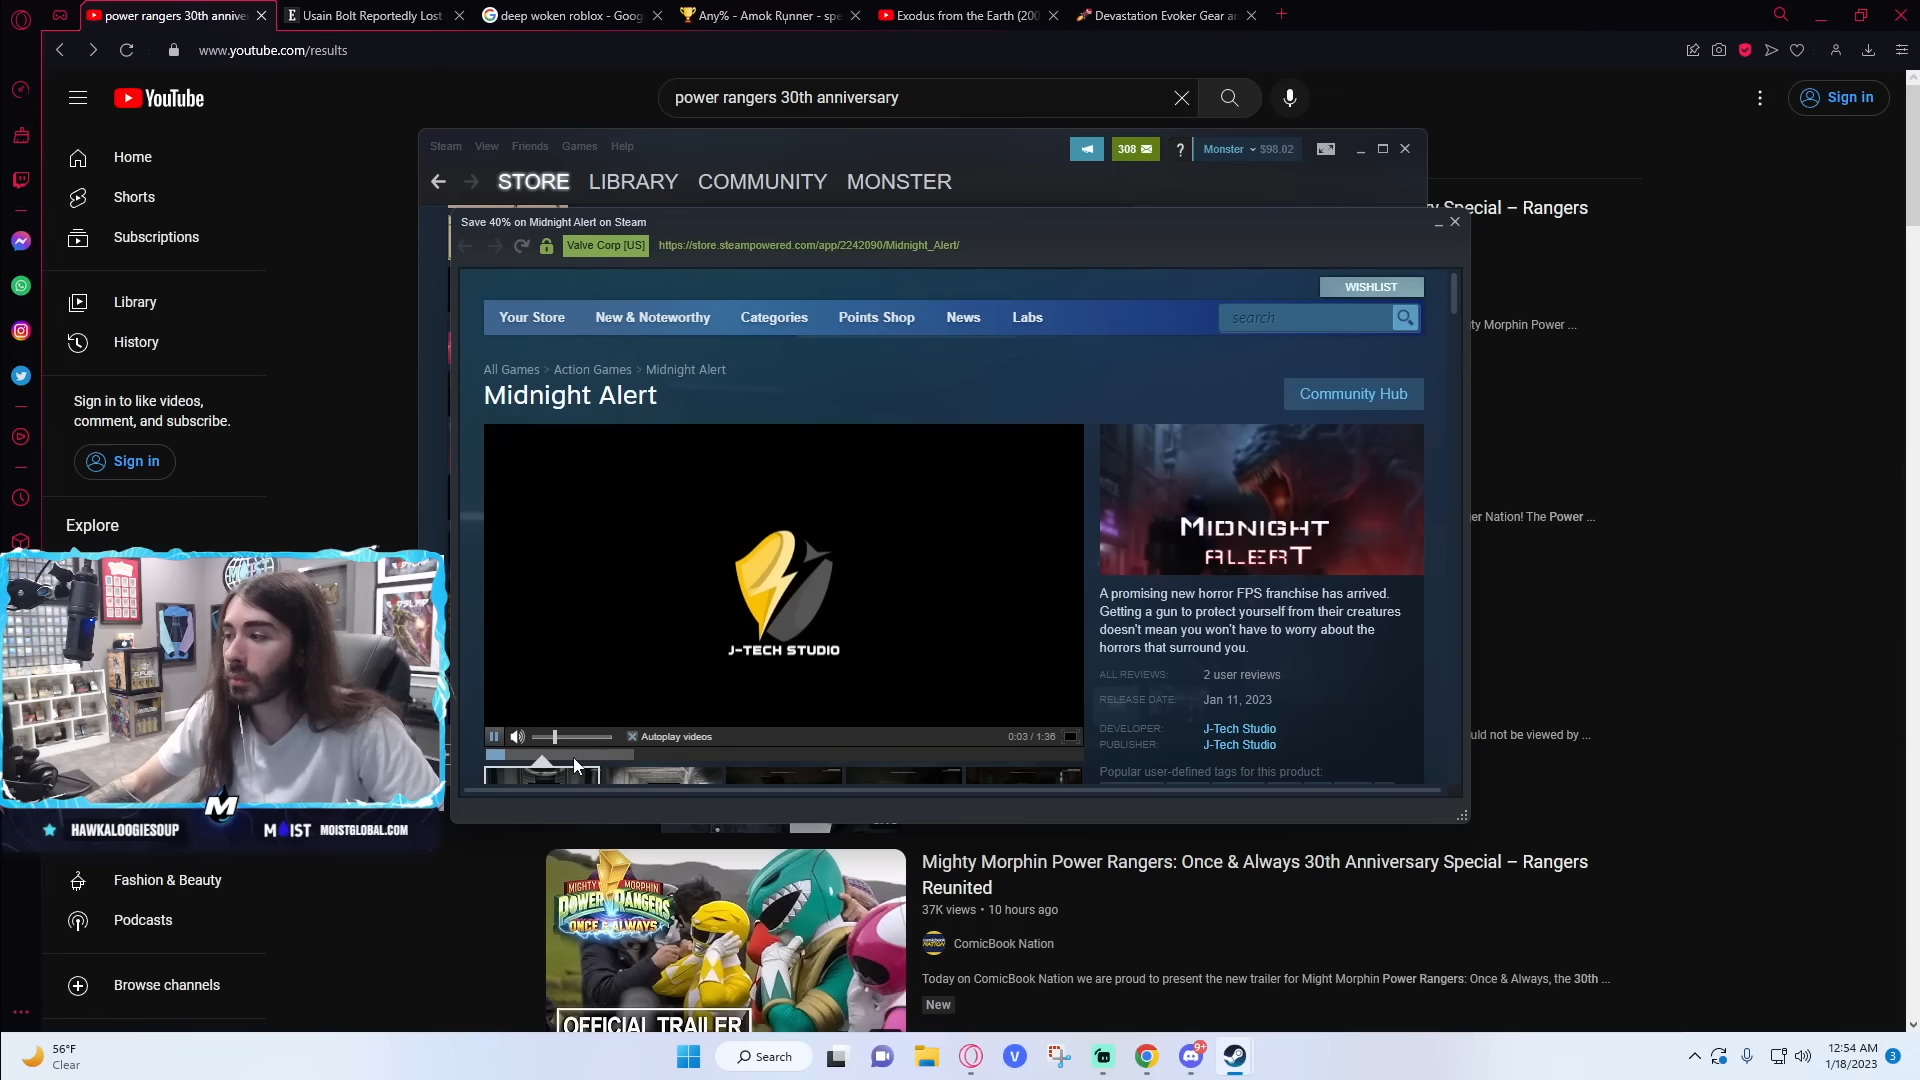 power rangers 30th annive
Usain Bolt Reportedly Lost
deep woken roblox - Goog
Any% - Amok Runner - spe
Exodus from the Earth (200
Devastation Evoker Gear an
www.youtube.com/results
YouTube
power rangers 30th anniversary
Sign in
Home
Shorts
Subscriptions
Library
History
Sign in to like videos,
comment, and subscribe.
Sign in
Explore
Steam View Friends Games Help
308
?
Monster $98.02
STORE LIBRARY COMMUNITY MONSTER
Special – Rangers
Save 40% on Midnight Alert on Steam
Valve Corp [US]
https://store.steampowered.com/app/2242090/Midnight_Alert/
WISHLIST
Your Store New & Noteworthy Categories Points Shop News Labs
search
ty Morphin Power ...
All Games > Action Games > Midnight Alert
Midnight Alert
Community Hub
J-TECH STUDIO
MIDNIGHT
ALERT
er Nation! The Power ...
A promising new horror FPS franchise has arrived.
Getting a gun to protect yourself from their creatures
doesn't mean you won't have to worry about the
horrors that surround you.
ALL REVIEWS: 2 user reviews
RELEASE DATE: Jan 11, 2023
DEVELOPER: J-Tech Studio
PUBLISHER: J-Tech Studio
Popular user-defined tags for this product:
Autoplay videos
0:03 / 1:36
uld not be viewed by ...
MOIST
M
HAWKALOGIESOUP
MOIST MOISTGLOBAL.COM
Fashion & Beauty
Podcasts
Browse channels
MIGHTY MORPHIN
POWER RANGERS
ONCE & ALWAYS
OFFICIAL TRAILER
Mighty Morphin Power Rangers: Once & Always 30th Anniversary Special – Rangers
Reunited
37K views • 10 hours ago
ComicBook Nation
Today on ComicBook Nation we are proud to present the new trailer for Might Morphin Power Rangers: Once & Always, the 30th ...
New
56°F
Clear
Search
V
9+
12:54 AM
1/18/2023
3